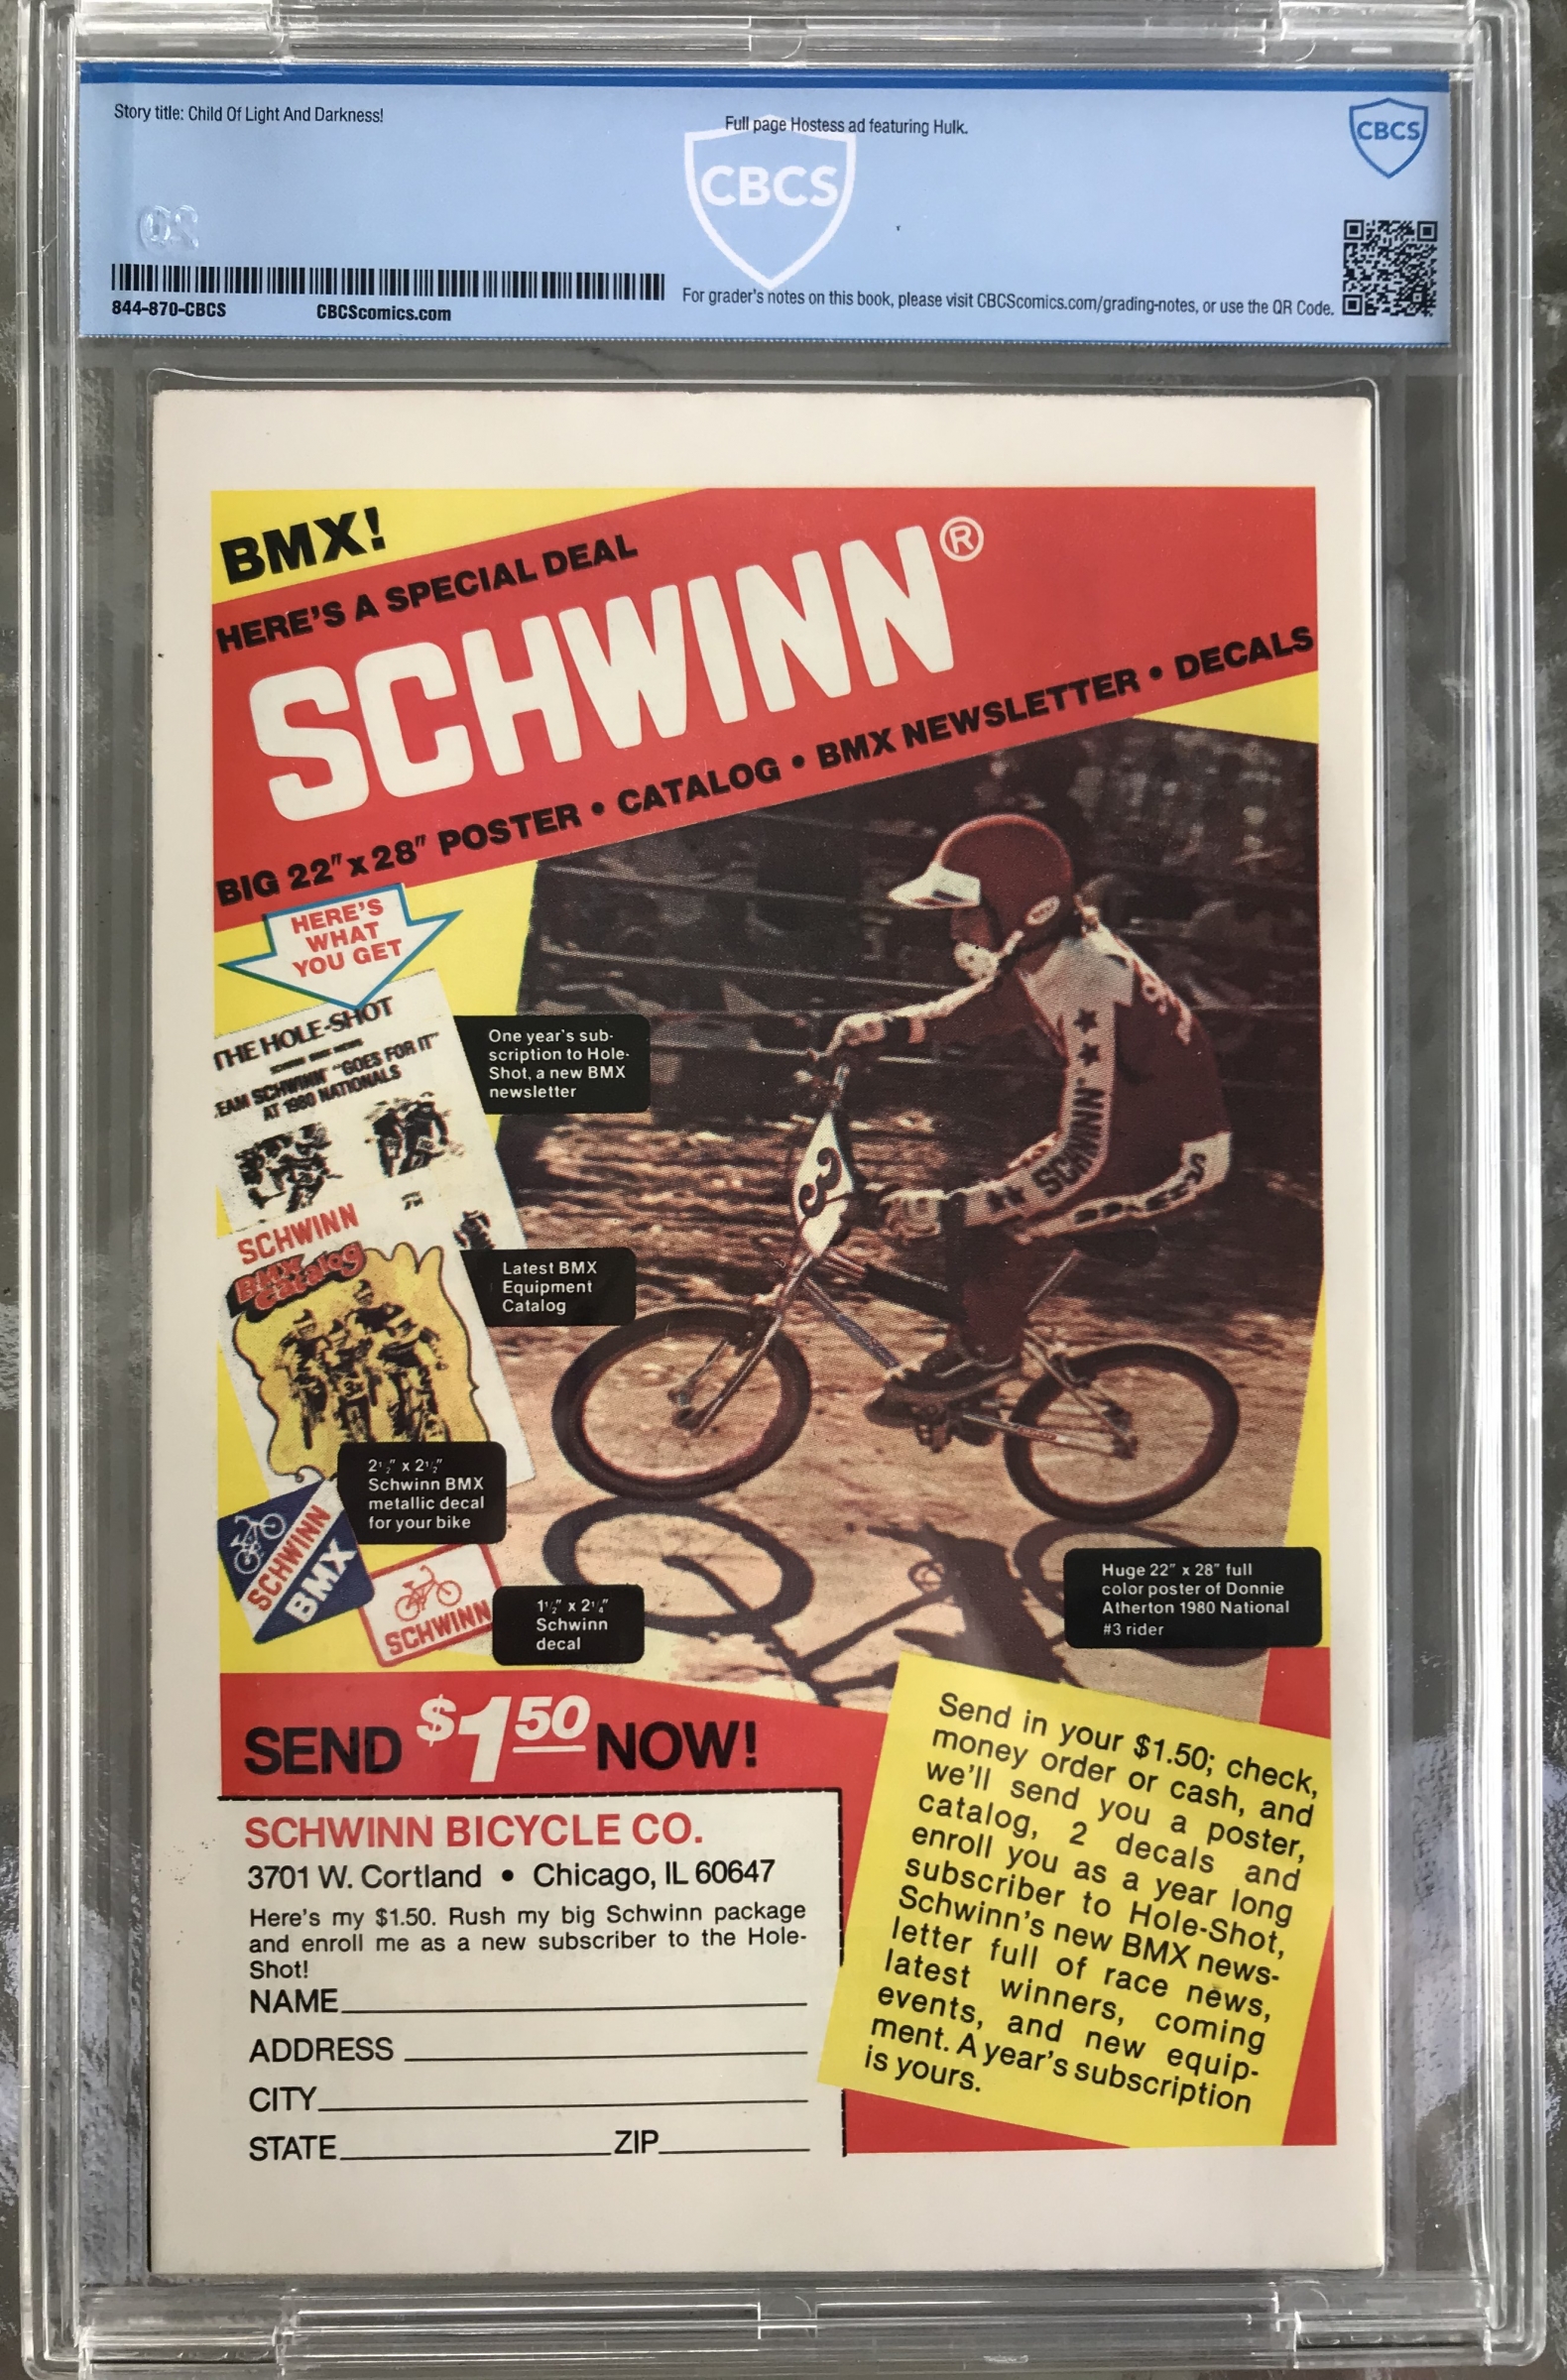 Story title: Child Of Light And Darkness!
Full page Hostess ad featuring Hulk.
CBCS
CBCS
844-870-CBCS
CBCScomics.com
For grader's notes on this book, please visit CBCScomics.com/grading-notes, or use the QR Code.
BMX!
HERE'S A SPECIAL DEAL
SCHWINN®
BIG 22" x 28" POSTER • CATALOG • BMX NEWSLETTER • DECALS
HERE'S
WHAT
YOU GET
THE HOLE-SHOT
TEAM SCHWINN "GOES FOR IT"
AT 1980 NATIONALS
One year's sub-
scription to Hole-
Shot, a new BMX
newsletter
SCHWINN
BMX
Catalog
Latest BMX
Equipment
Catalog
2½" x 2½"
Schwinn BMX
metallic decal
for your bike
SCHWINN
BMX
SCHWINN
1½" x 2¼"
Schwinn
decal
3
SCHWINN
Huge 22" x 28" full
color poster of Donnie
Atherton 1980 National
#3 rider
SEND $1.50 NOW!
SCHWINN BICYCLE CO.
3701 W. Cortland • Chicago, IL 60647
Here's my $1.50. Rush my big Schwinn package
and enroll me as a new subscriber to the Hole-
Shot!
NAME
ADDRESS
CITY
STATE ZIP
Send in your $1.50; check,
money order or cash, and
we'll send you a poster,
catalog, 2 decals and
enroll you as a year long
subscriber to Hole-Shot,
Schwinn's new BMX news-
letter full of race news,
latest winners, coming
events, and new equip-
ment. A year's subscription
is yours.